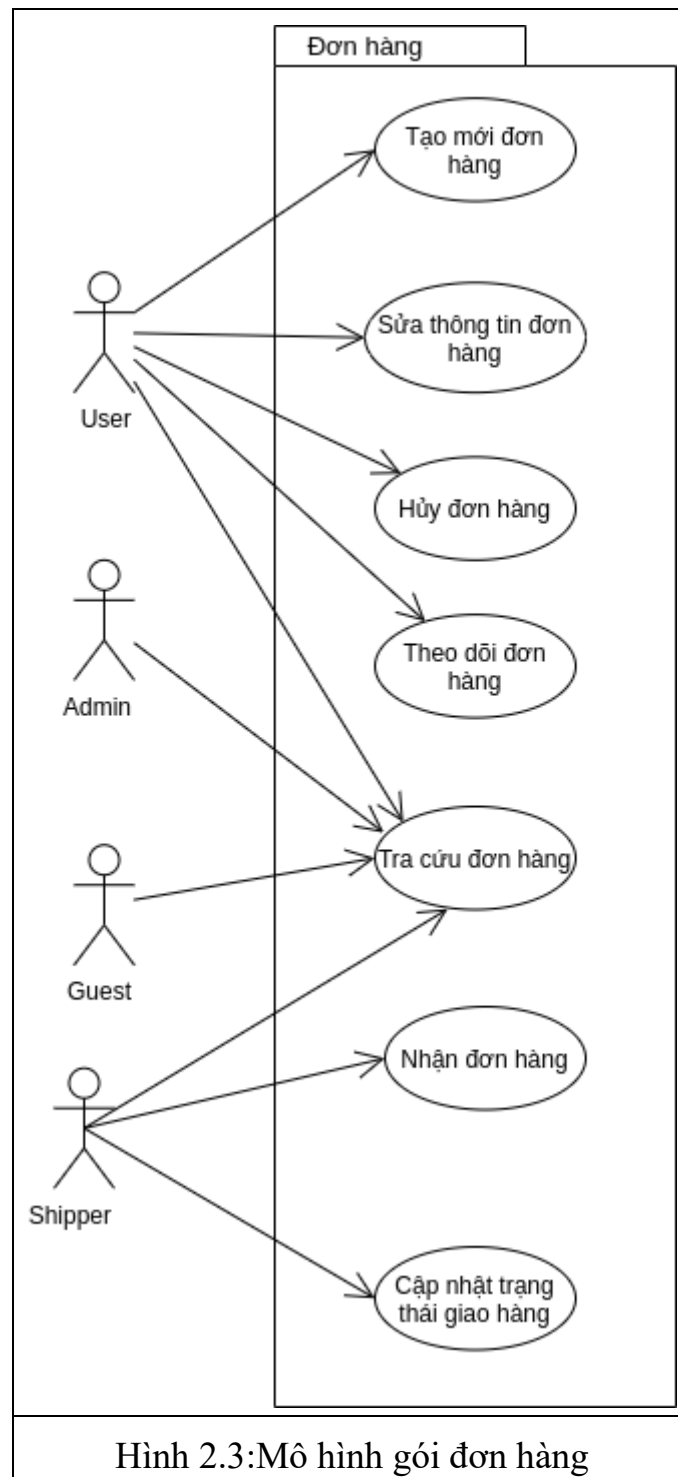 Đơn hàng
Tạo mới đơn
hàng
Sửa thông tin đơn
hàng
User
Hủy đơn hàng
Theo dõi đơn
hàng
Admin
Tra cứu đơn hàng
Guest
Nhận đơn hàng
Shipper
Cập nhật trạng
thái giao hàng
Hình 2.3:Mô hình gói đơn hàng